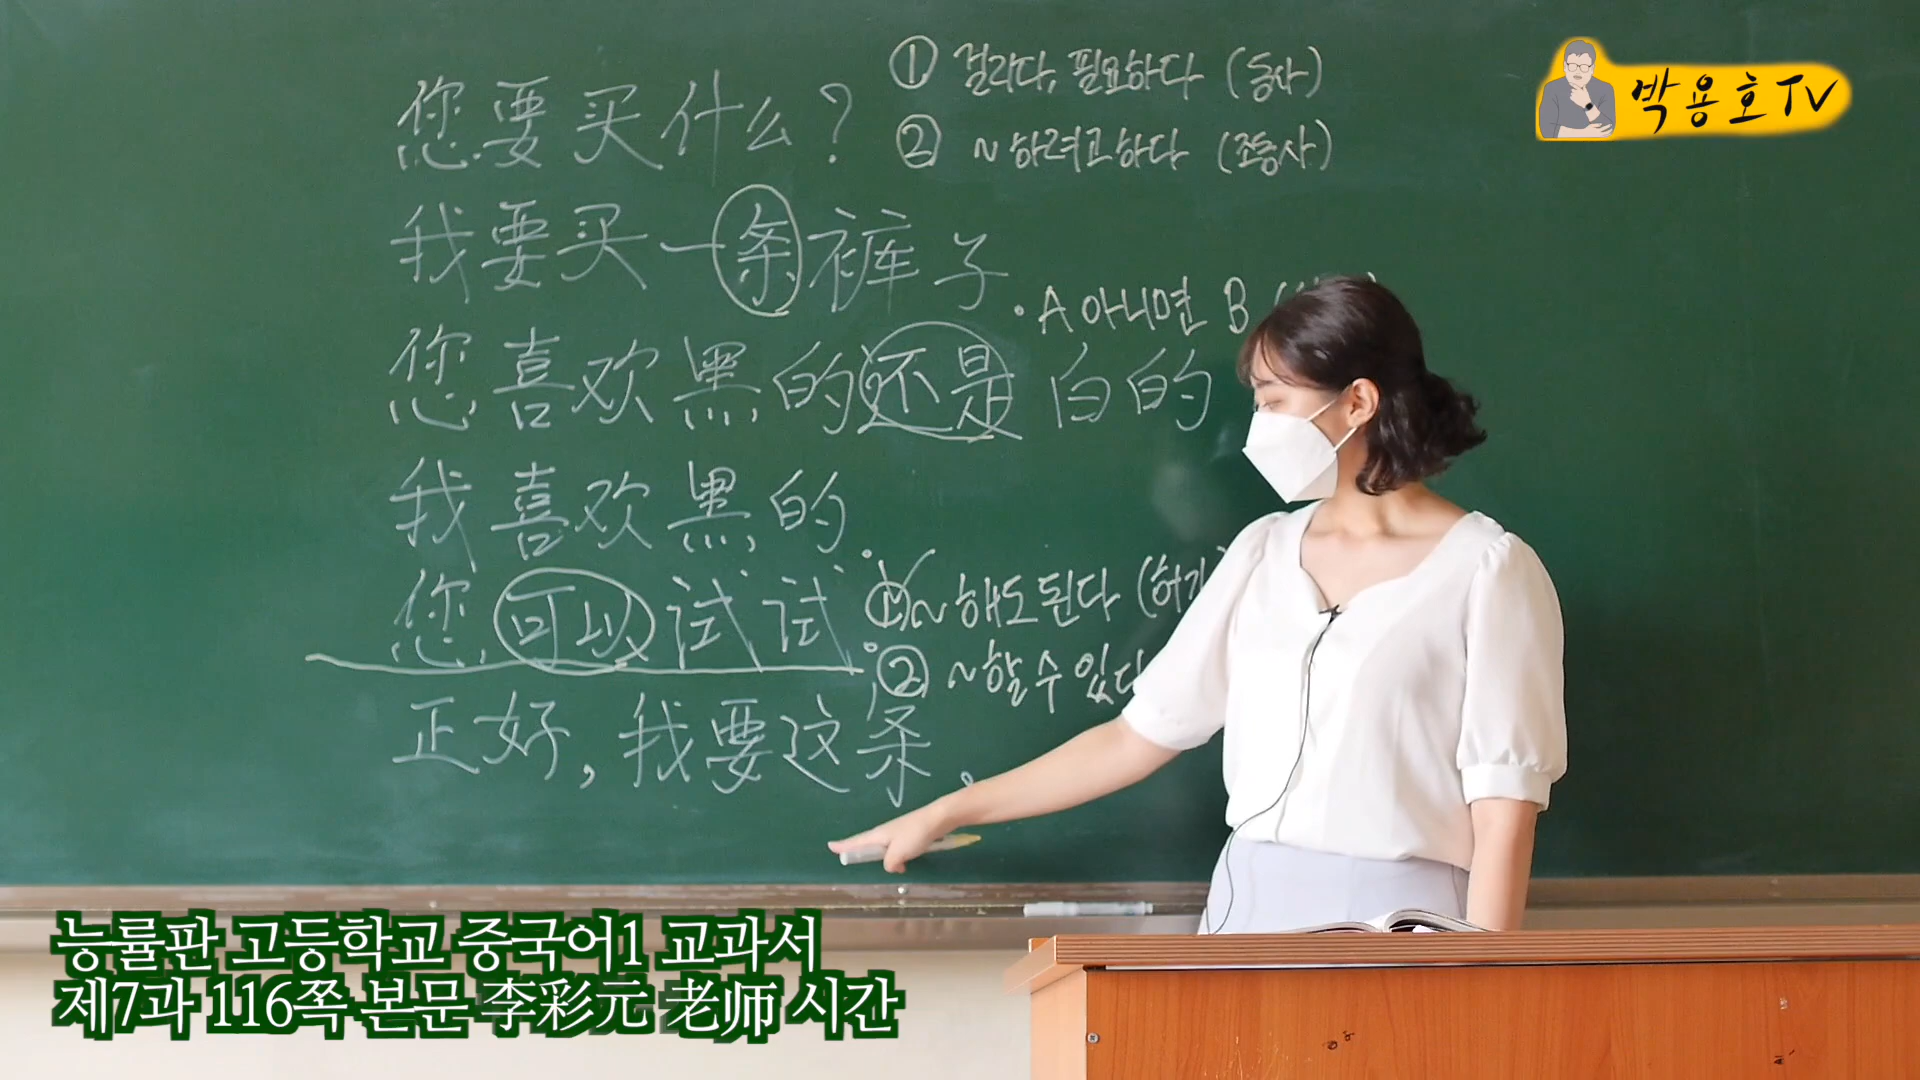 您要买什么?
① 걸리다, 필요하다 (동사)
② ~하려고하다 (조동사)
我要买一条裤子
· A 아니면 B
您喜欢黑的还是白的
我喜欢黑的.
您可以试试.
① ~해도 된다 (허가
② ~할 수 있다
正好, 我要这条。
박용호TV
능률판 고등학교 중국어1 교과서
제7과 116쪽 본문 李彩元 老师 시간